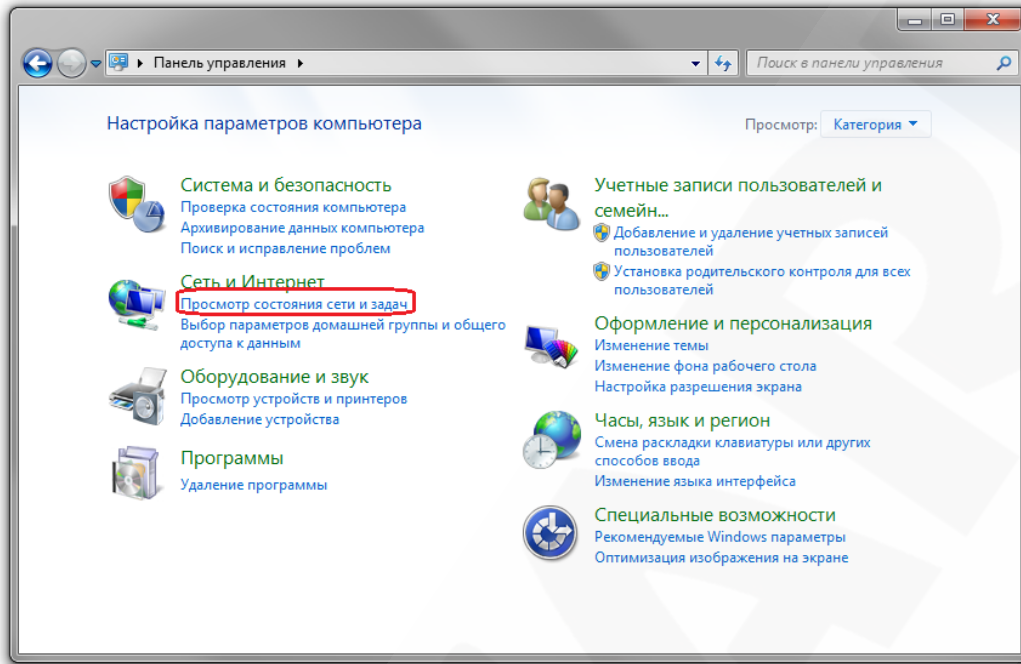 Панель управления
Поиск в панели управления
Настройка параметров компьютера
Просмотр: Категория
Система и безопасность
Проверка состояния компьютера
Архивирование данных компьютера
Поиск и исправление проблем
Сеть и Интернет
Просмотр состояния сети и задач
Выбор параметров домашней группы и общего
доступа к данным
Оборудование и звук
Просмотр устройств и принтеров
Добавление устройства
Программы
Удаление программы
Учетные записи пользователей и
семейн...
Добавление и удаление учетных записей
пользователей
Установка родительского контроля для всех
пользователей
Оформление и персонализация
Изменение темы
Изменение фона рабочего стола
Настройка разрешения экрана
Часы, язык и регион
Смена раскладки клавиатуры или других
способов ввода
Изменение языка интерфейса
Специальные возможности
Рекомендуемые Windows параметры
Оптимизация изображения на экране